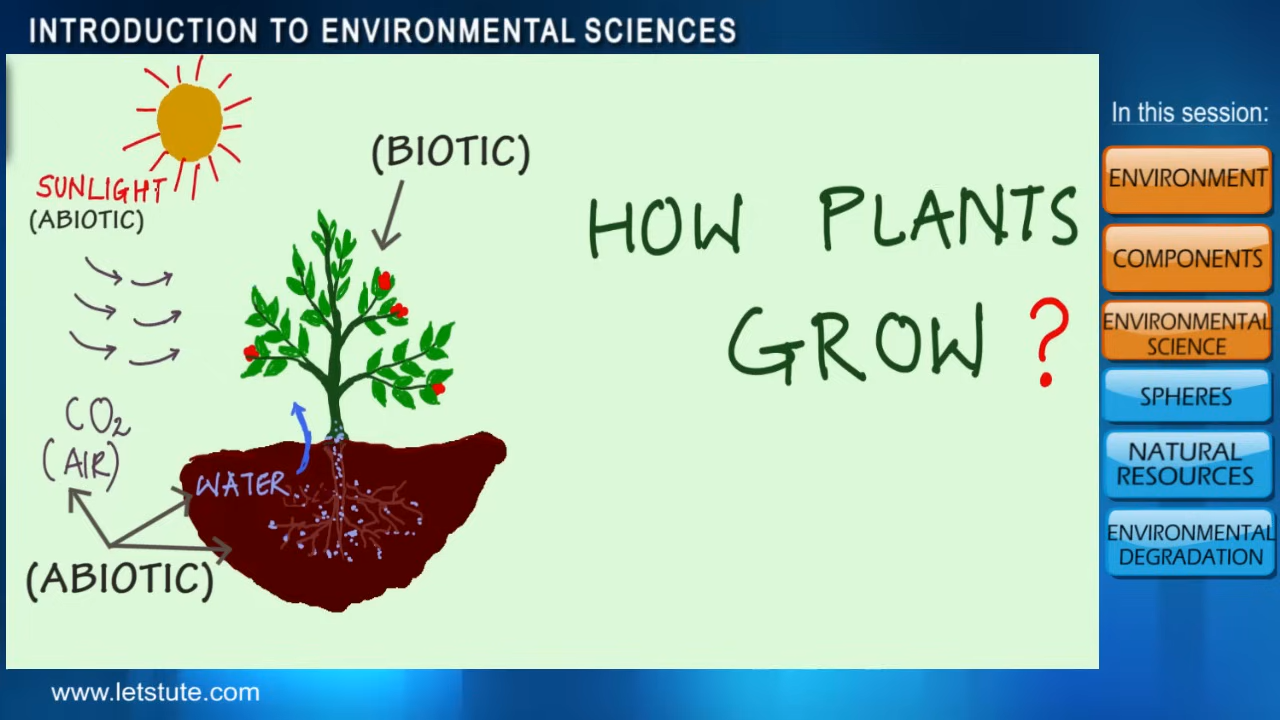 INTRODUCTION TO ENVIRONMENTAL SCIENCES
SUNLIGHT
(ABIOTIC)
(BIOTIC)
HOW PLANTS
GROW ?
CO2
(AIR)
WATER
(ABIOTIC)
In this session:
ENVIRONMENT
COMPONENTS
ENVIRONMENTAL
SCIENCE
SPHERES
NATURAL
RESOURCES
ENVIRONMENTAL
DEGRADATION
www.letstute.com